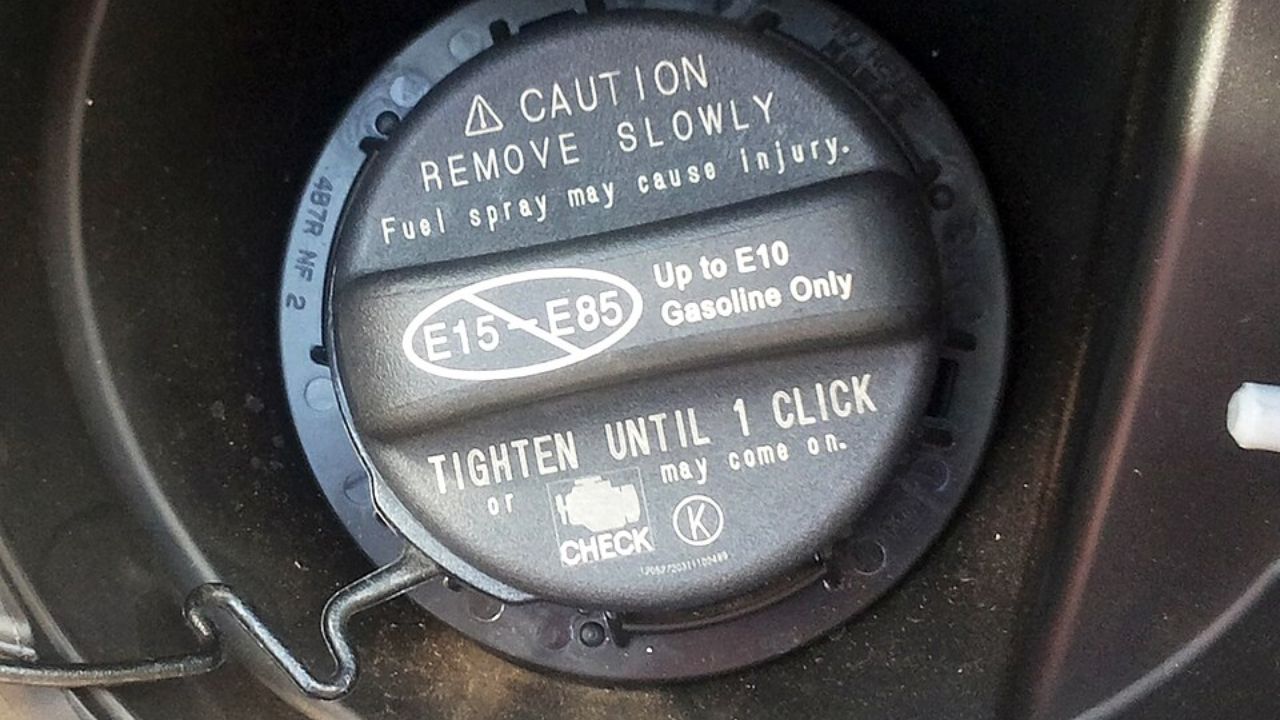 ⚠ CAUTION
REMOVE SLOWLY
Fuel spray may cause injury.
E15-E85
Up to E10
Gasoline Only
TIGHTEN UNTIL 1 CLICK
or CHECK may come on.
K
4B7R NF 2